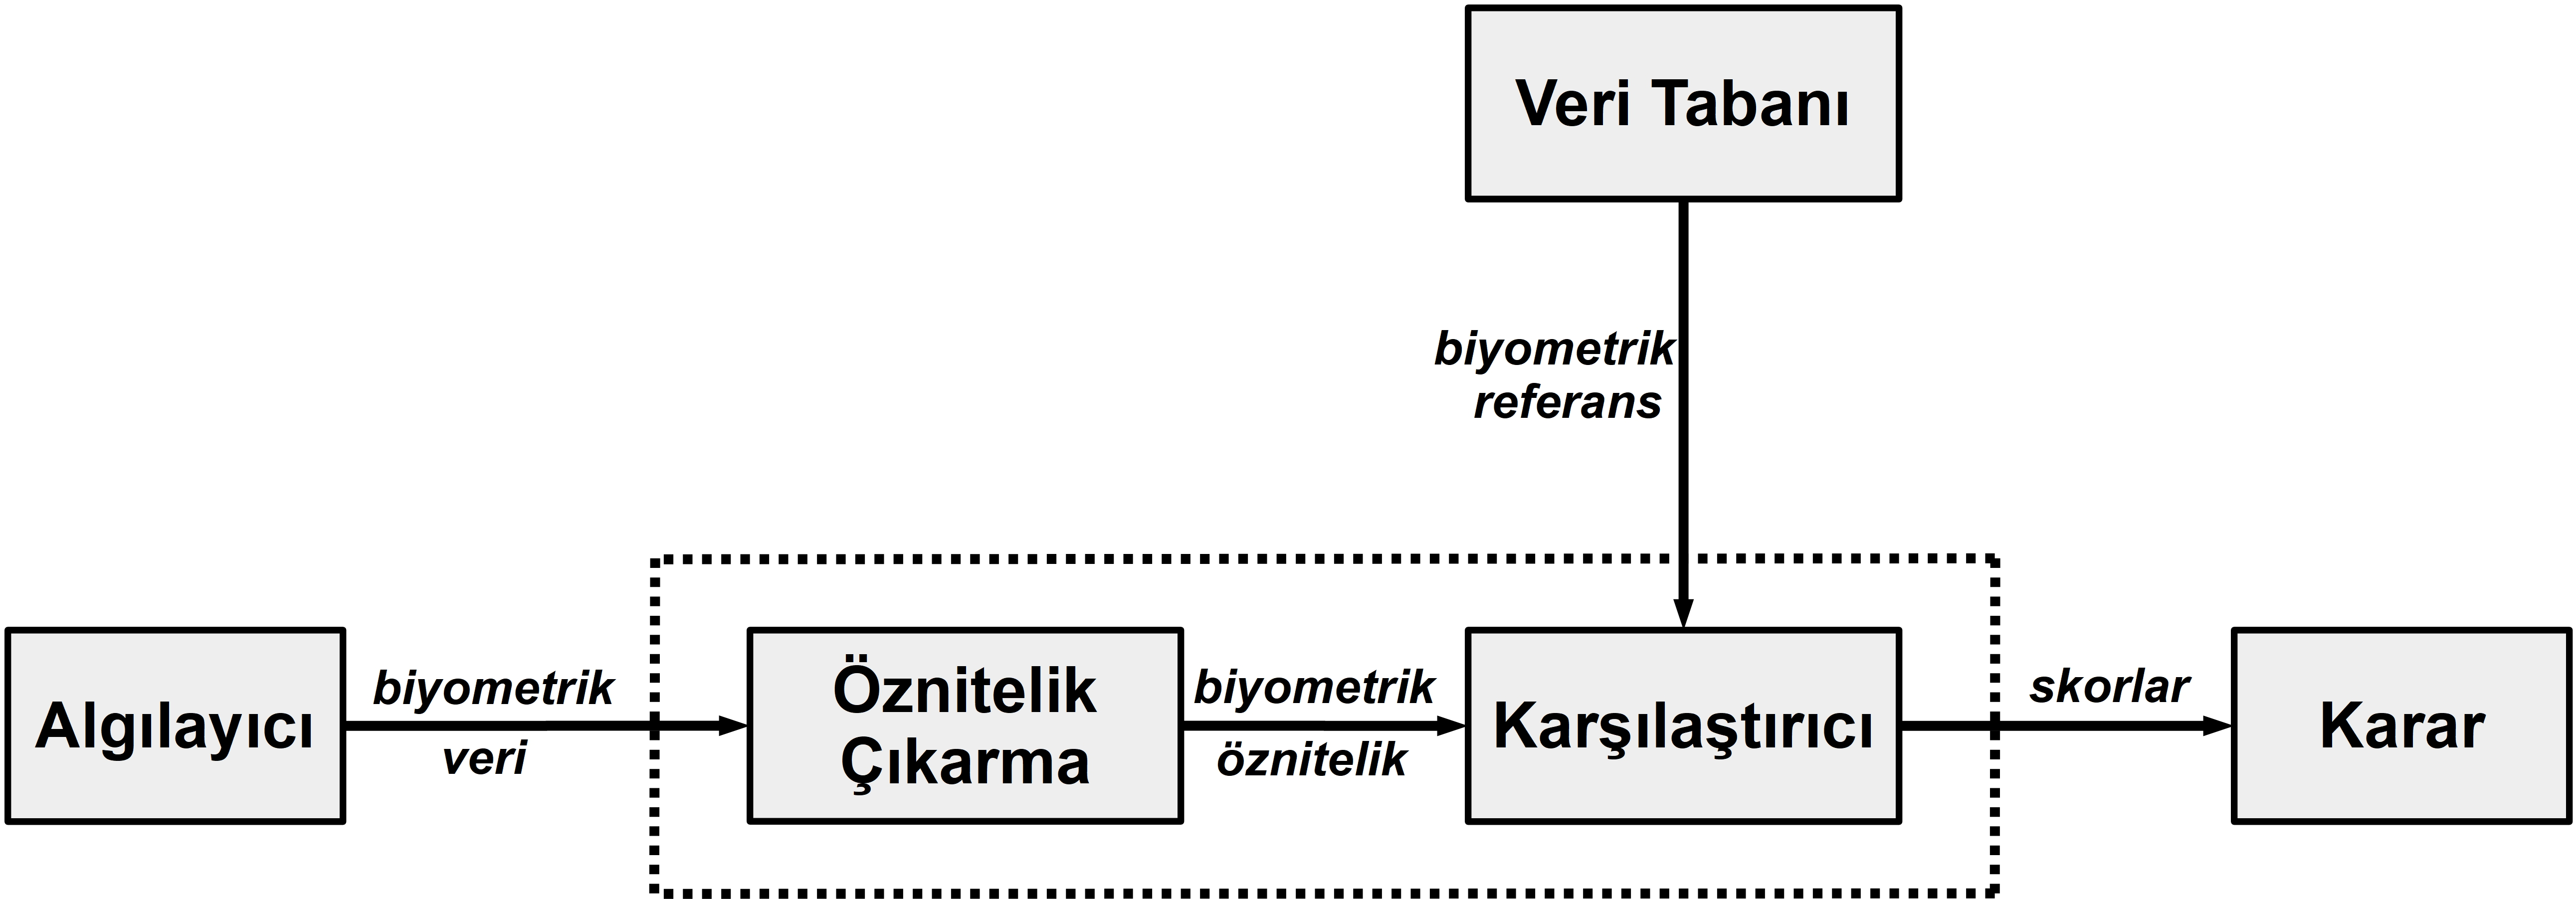 Veri Tabanı
biyometrik
referans
Algılayıcı
biyometrik
veri
Öznitelik
Çıkarma
biyometrik
öznitelik
Karşılaştırıcı
skorlar
Karar